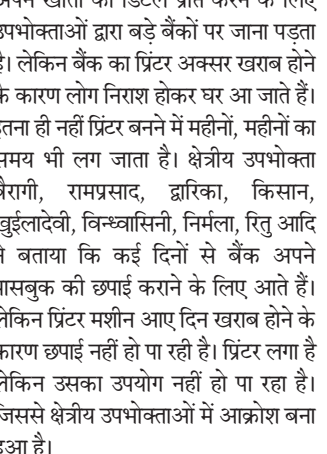 अपने खातों की डिटेल प्राप्त करने के लिए
उपभोक्ताओं द्वारा बड़े बैंकों पर जाना पड़ता
है। लेकिन बैंक का प्रिंटर अक्सर खराब होने
के कारण लोग निराश होकर घर आ जाते हैं।
इतना ही नहीं प्रिंटर बनने में महीनों, महीनों का
समय भी लग जाता है। क्षेत्रीय उपभोक्ता
बैरागी, रामप्रसाद, द्वारिका, किसान,
खुईलादेवी, विन्ध्वासिनी, निर्मला, रितु आदि
ने बताया कि कई दिनों से बैंक अपने
पासबुक की छपाई कराने के लिए आते हैं।
लेकिन प्रिंटर मशीन आए दिन खराब होने के
कारण छपाई नहीं हो पा रही है। प्रिंटर लगा है
लेकिन उसका उपयोग नहीं हो पा रहा है।
जिससे क्षेत्रीय उपभोक्ताओं में आक्रोश बना
हुआ है।